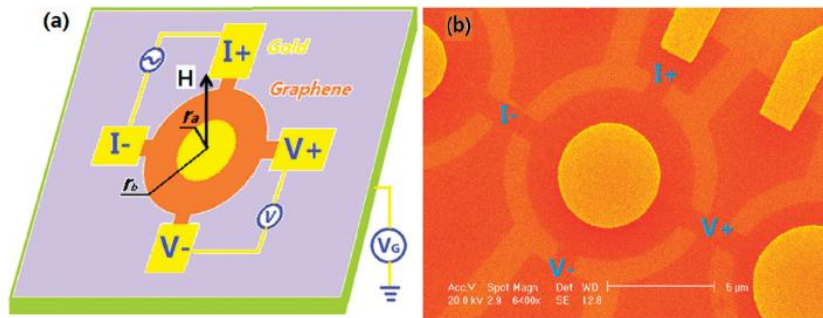 (a)
I+
Gold
H
Graphene
ra
I-
V+
rb
V
V-
VG
(b)
I+
I-
V+
V-
Acc.V Spot Magn Det WD
20.0 kV 2.9 6400x SE 12.8
5 μm